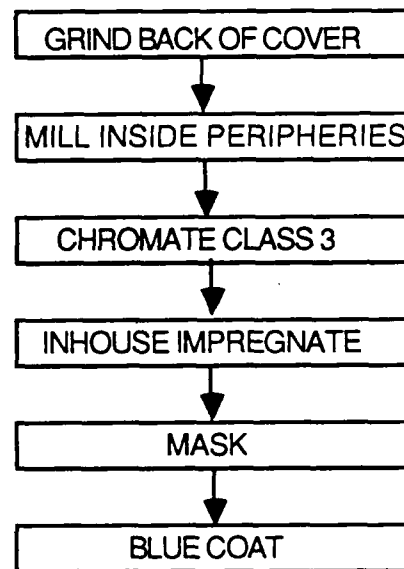 GRIND BACK OF COVER
MILL INSIDE PERIPHERIES
CHROMATE CLASS 3
INHOUSE IMPREGNATE
MASK
BLUE COAT